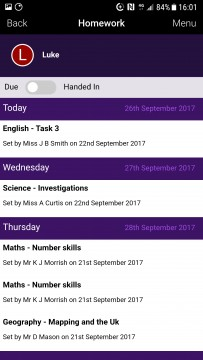 84% 16:01
Back Homework Menu
L Luke
Due Handed In
Today 26th September 2017
English - Task 3
Set by Miss J B Smith on 22nd September 2017
Wednesday 27th September 2017
Science - Investigations
Set by Miss A Curtis on 22nd September 2017
Thursday 28th September 2017
Maths - Number skills
Set by Mr K J Morrish on 21st September 2017
Maths - Number skills
Set by Mr K J Morrish on 21st September 2017
Geography - Mapping and the Uk
Set by Mr D Mason on 21st September 2017